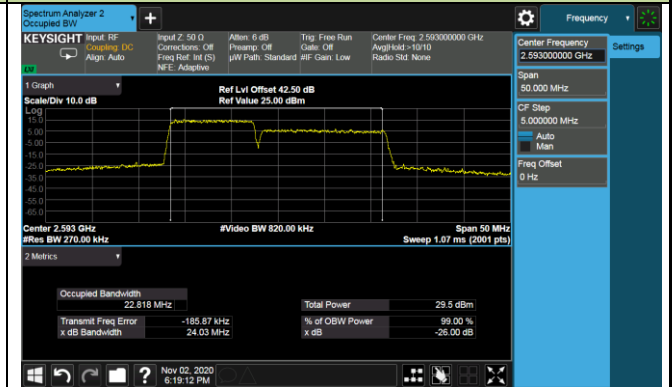 Spectrum Analyzer 2
Occupied BW
+
Frequency
KEYSIGHT
Input: RF
Coupling: DC
Align: Auto
Input Z: 50 Ω
Corrections: Off
Freq Ref: Int (S)
NFE: Adaptive
Atten: 6 dB
Preamp: Off
µW Path: Standard
Trig: Free Run
Gate: Off
#IF Gain: Low
Center Freq: 2.593000000 GHz
Avg|Hold:>10/10
Radio Std: None
Center Frequency
2.593000000 GHz
Settings
Span
50.000 MHz
CF Step
5.000000 MHz
Auto
Man
Freq Offset
0 Hz
1 Graph
Scale/Div 10.0 dB
Ref Lvl Offset 42.50 dB
Ref Value 25.00 dBm
Log
15.0
5.00
-5.00
-15.0
-25.0
-35.0
-45.0
-55.0
-65.0
Center 2.593 GHz
#Video BW 820.00 kHz
Span 50 MHz
#Res BW 270.00 kHz
Sweep 1.07 ms (2001 pts)
2 Metrics
Occupied Bandwidth
22.818 MHz
Total Power
29.5 dBm
Transmit Freq Error
-185.87 kHz
% of OBW Power
99.00 %
x dB Bandwidth
24.03 MHz
x dB
-26.00 dB
?
Nov 02, 2020
6:19:12 PM